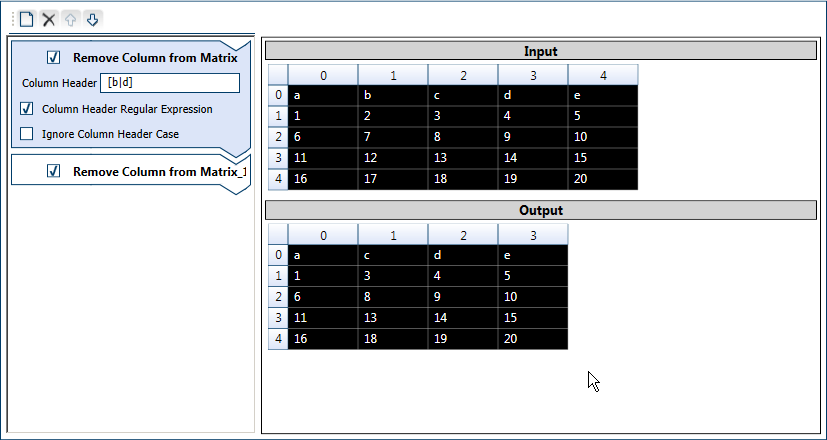 Remove Column from Matrix
Column Header [b|d]
Column Header Regular Expression
Ignore Column Header Case
Remove Column from Matrix_1
Input
0 1 2 3 4
0 a b c d e
1 1 2 3 4 5
2 6 7 8 9 10
3 11 12 13 14 15
4 16 17 18 19 20
Output
0 1 2 3
0 a c d e
1 1 3 4 5
2 6 8 9 10
3 11 13 14 15
4 16 18 19 20